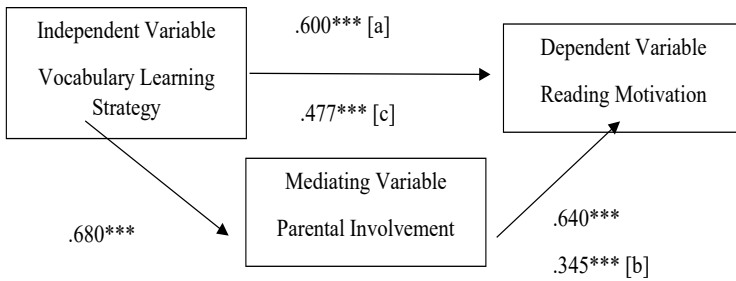 Independent Variable
Vocabulary Learning
Strategy
.600*** [a]
.477*** [c]
Dependent Variable
Reading Motivation
Mediating Variable
Parental Involvement
.680***
.640***
.345*** [b]